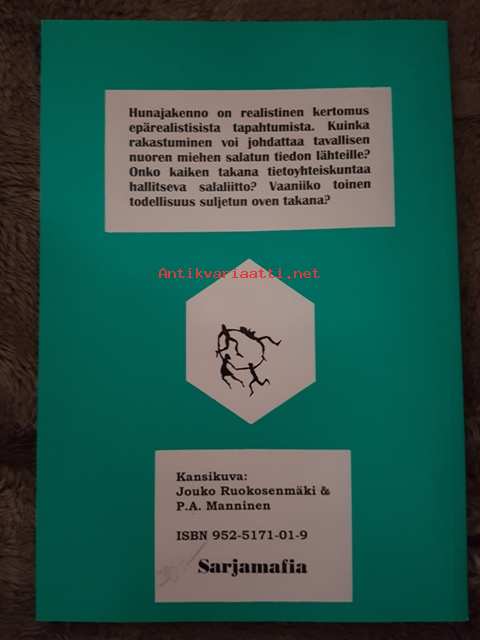 Hunajakenno on realistinen kertomus
epärealistisista tapahtumista. Kuinka
rakastuminen voi johdattaa tavallisen
nuoren miehen salatun tiedon lähteille?
Onko kaiken takana tietoyhteiskuntaa
hallitseva salaliitto? Vaaniiko toinen
todellisuus suljetun oven takana?
Antikvariaatti.net
Kansikuva:
Jouko Ruokosenmäki &
P.A. Manninen
ISBN 952-5171-01-9
Sarjamafia